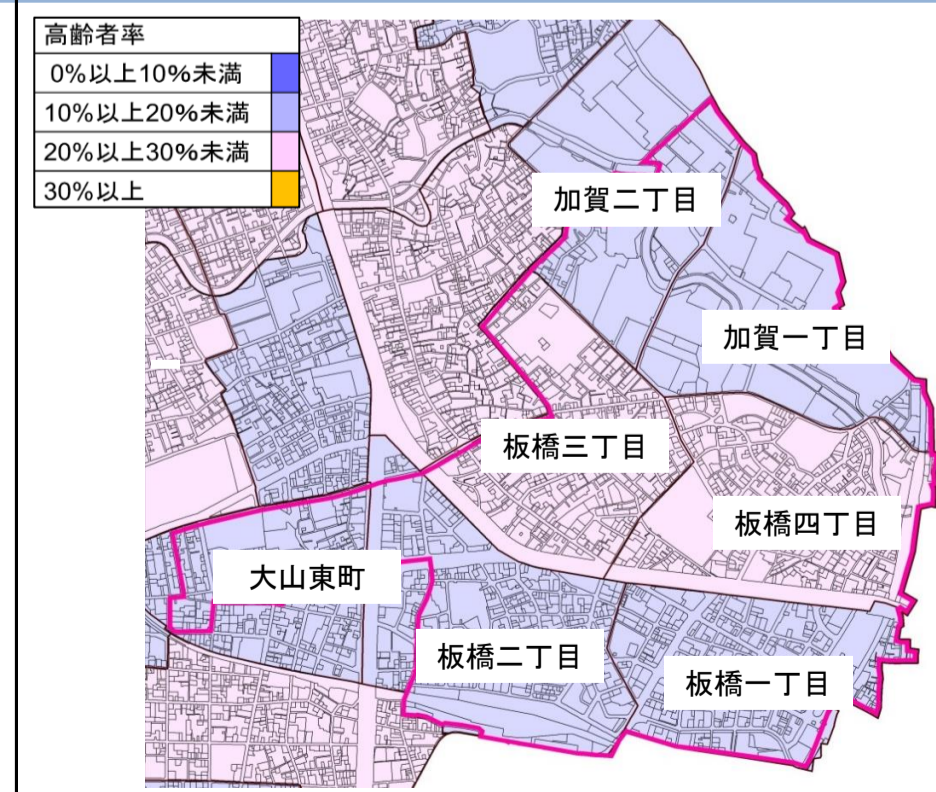 高齢者率
0%以上10%未満
10%以上20%未満
20%以上30%未満
30%以上
加賀二丁目
加賀一丁目
板橋三丁目
板橋四丁目
大山東町
板橋二丁目
板橋一丁目